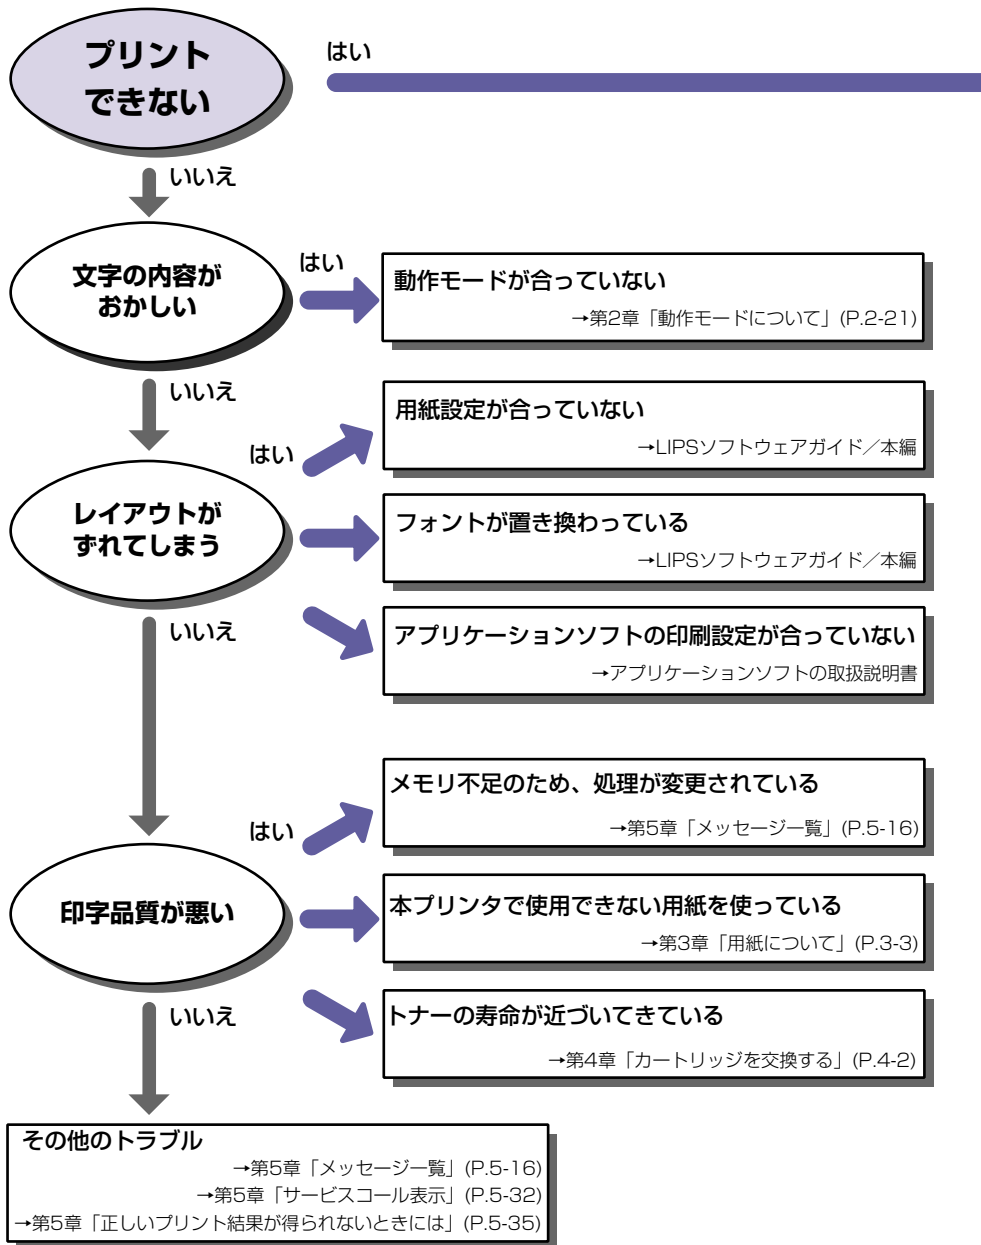 プリント
できない
はい
いいえ
文字の内容が
おかしい
はい
動作モードが合っていない
→第2章「動作モードについて」(P.2-21)
いいえ
レイアウトが
ずれてしまう
はい
用紙設定が合っていない
→LIPSソフトウェアガイド／本編
フォントが置き換わっている
→LIPSソフトウェアガイド／本編
アプリケーションソフトの印刷設定が合っていない
→アプリケーションソフトの取扱説明書
いいえ
印字品質が悪い
はい
メモリ不足のため、処理が変更されている
→第5章「メッセージ一覧」(P.5-16)
本プリンタで使用できない用紙を使っている
→第3章「用紙について」(P.3-3)
トナーの寿命が近づいてきている
→第4章「カートリッジを交換する」(P.4-2)
いいえ
その他のトラブル
→第5章「メッセージ一覧」(P.5-16)
→第5章「サービスコール表示」(P.5-32)
→第5章「正しいプリント結果が得られないときには」(P.5-35)